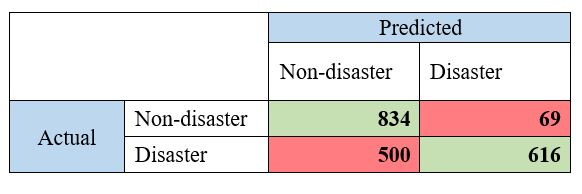 Predicted
Non-disaster Disaster
Actual
Non-disaster 834 69
Disaster 500 616